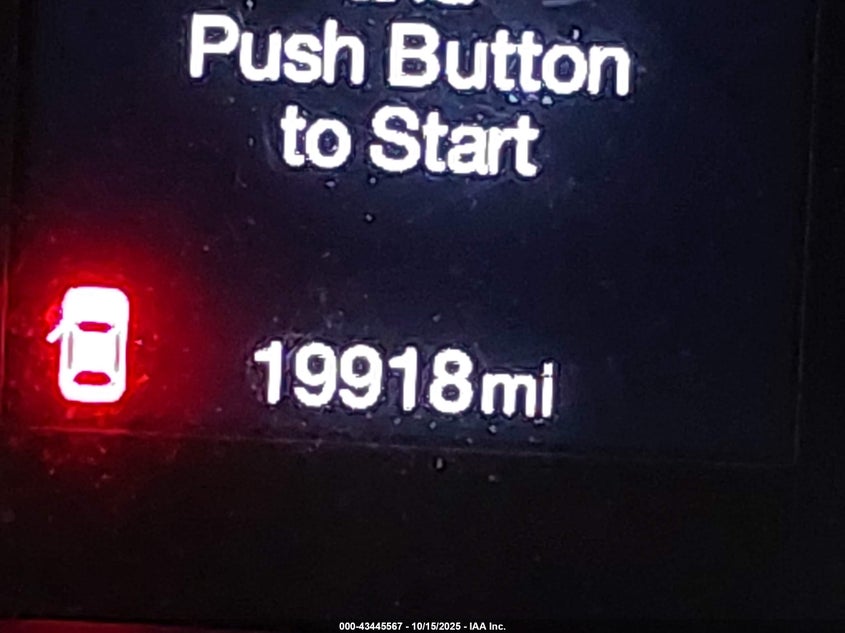 Push Button
to Start
19918mi
000-43445567 - 10/15/2025 - IAA Inc.